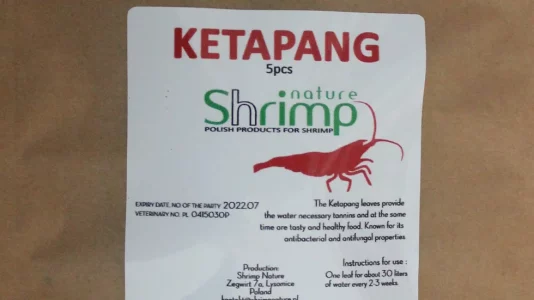 KETAPANG
5pcs
nature
Shrimp
POLISH PRODUCTS FOR SHRIMP
EXPIRY DATE, NO OF THE PARTY 2022.07
VETERINARY NO. PL 0415030P
The Ketapang leaves provide
the water necessary tannins and at the same
time are tasty and healthy food. Known for its
antibacterial and antifungal properties
Production:
Shrimp Nature
Zegwirt 7a, Lysomice
Poland
Instructions for use :
One leaf for about 30 liters
of water every 2-3 weeks.